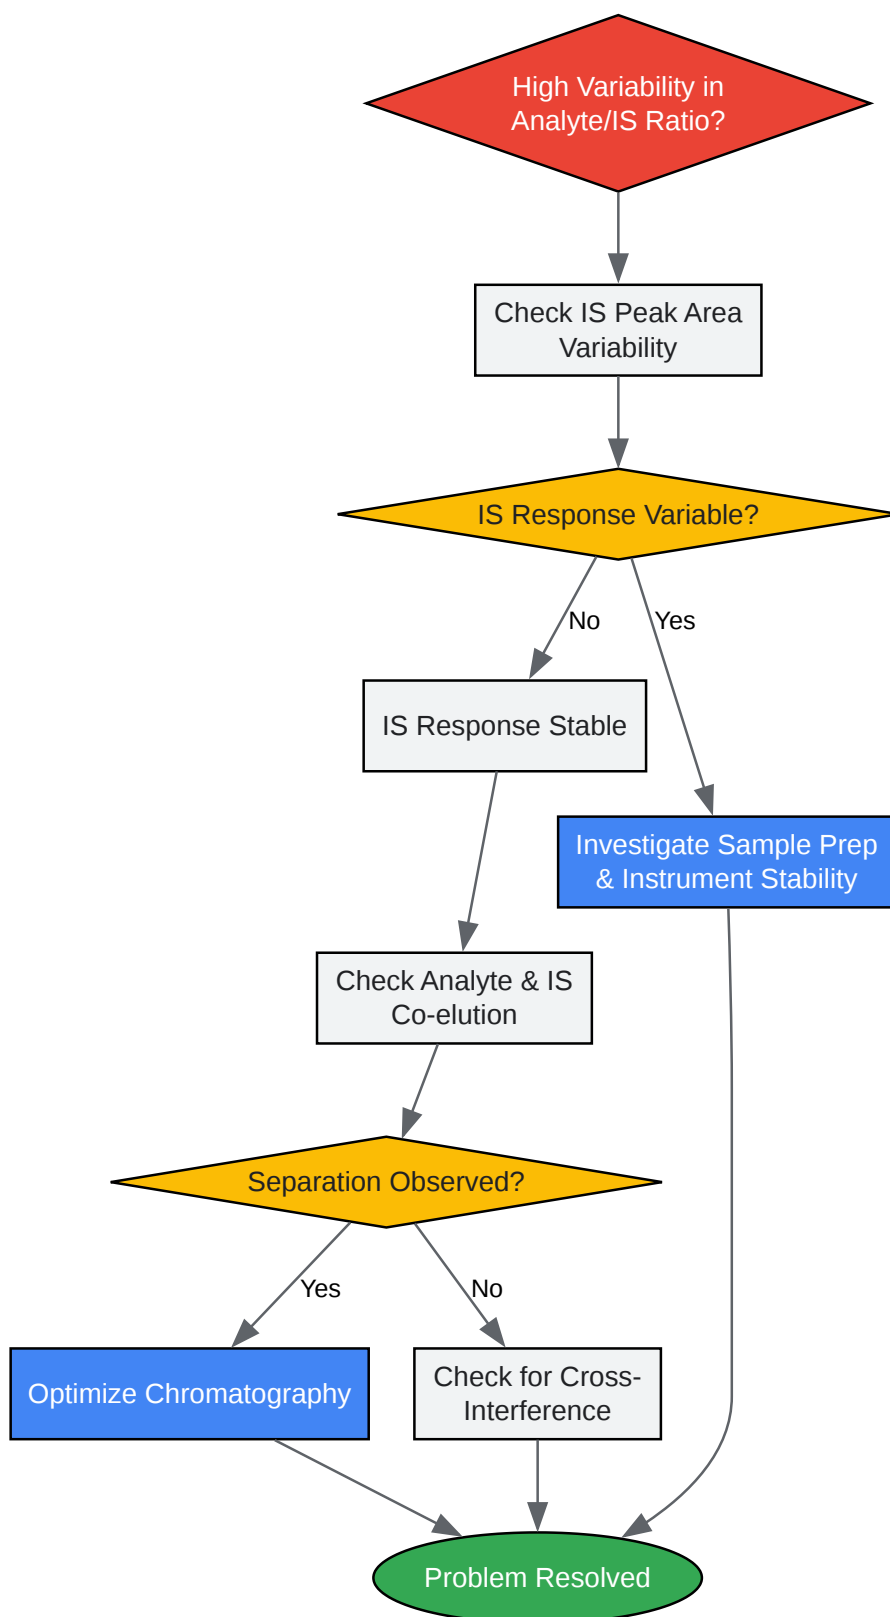 High Variability in
Analyte/IS Ratio?
Check IS Peak Area
Variability
IS Response Variable?
No
Yes
IS Response Stable
Investigate Sample Prep
& Instrument Stability
Check Analyte & IS
Co-elution
Separation Observed?
Yes
No
Optimize Chromatography
Check for Cross-
Interference
Problem Resolved